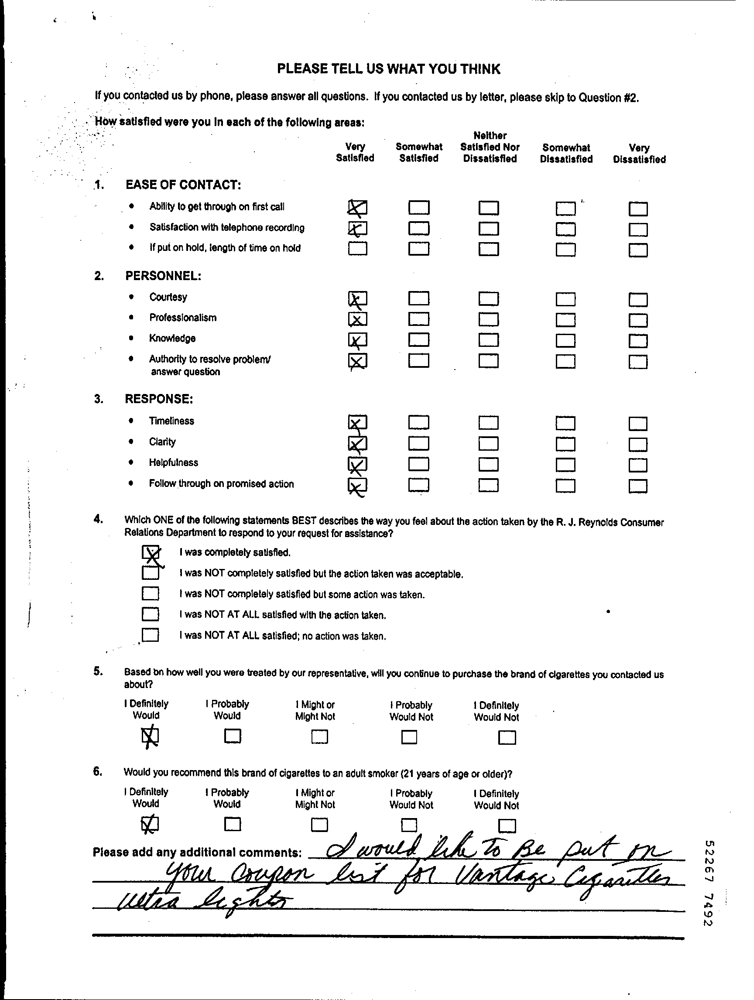 PLEASE TELL US WHAT YOU THINK
If you contacted us by phone, please answer all questions. If you contacted us by letter, please skip to Question #2.
How satisfied were you in each of the following areas:
Very Satisfied
Somewhat Satisfied
Neither Satisfied Nor Dissatisfied
Somewhat Dissatisfied
Very Dissatisfied
1. EASE OF CONTACT:
• Ability to get through on first call
• Satisfaction with telephone recording
• If put on hold, length of time on hold
2. PERSONNEL:
• Courtesy
• Professionalism
• Knowledge
• Authority to resolve problem/
answer question
3. RESPONSE:
• Timeliness
• Clarity
• Helpfulness
• Follow through on promised action
4. Which ONE of the following statements BEST describes the way you feel about the action taken by the R. J. Reynolds Consumer
Relations Department to respond to your request for assistance?
I was completely satisfied.
I was NOT completely satisfied but the action taken was acceptable.
I was NOT completely satisfied but some action was taken.
I was NOT AT ALL satisfied with the action taken.
I was NOT AT ALL satisfied; no action was taken.
5. Based on how well you were treated by our representative, will you continue to purchase the brand of cigarettes you contacted us
about?
I Definitely Would
I Probably Would
I Might or Might Not
I Probably Would Not
I Definitely Would Not
6. Would you recommend this brand of cigarettes to an adult smoker (21 years of age or older)?
I Definitely Would
I Probably Would
I Might or Might Not
I Probably Would Not
I Definitely Would Not
Please add any additional comments: I would like To Be put on
your Coupon list for Vantage Cigarettes
ultra lights
52267 7492